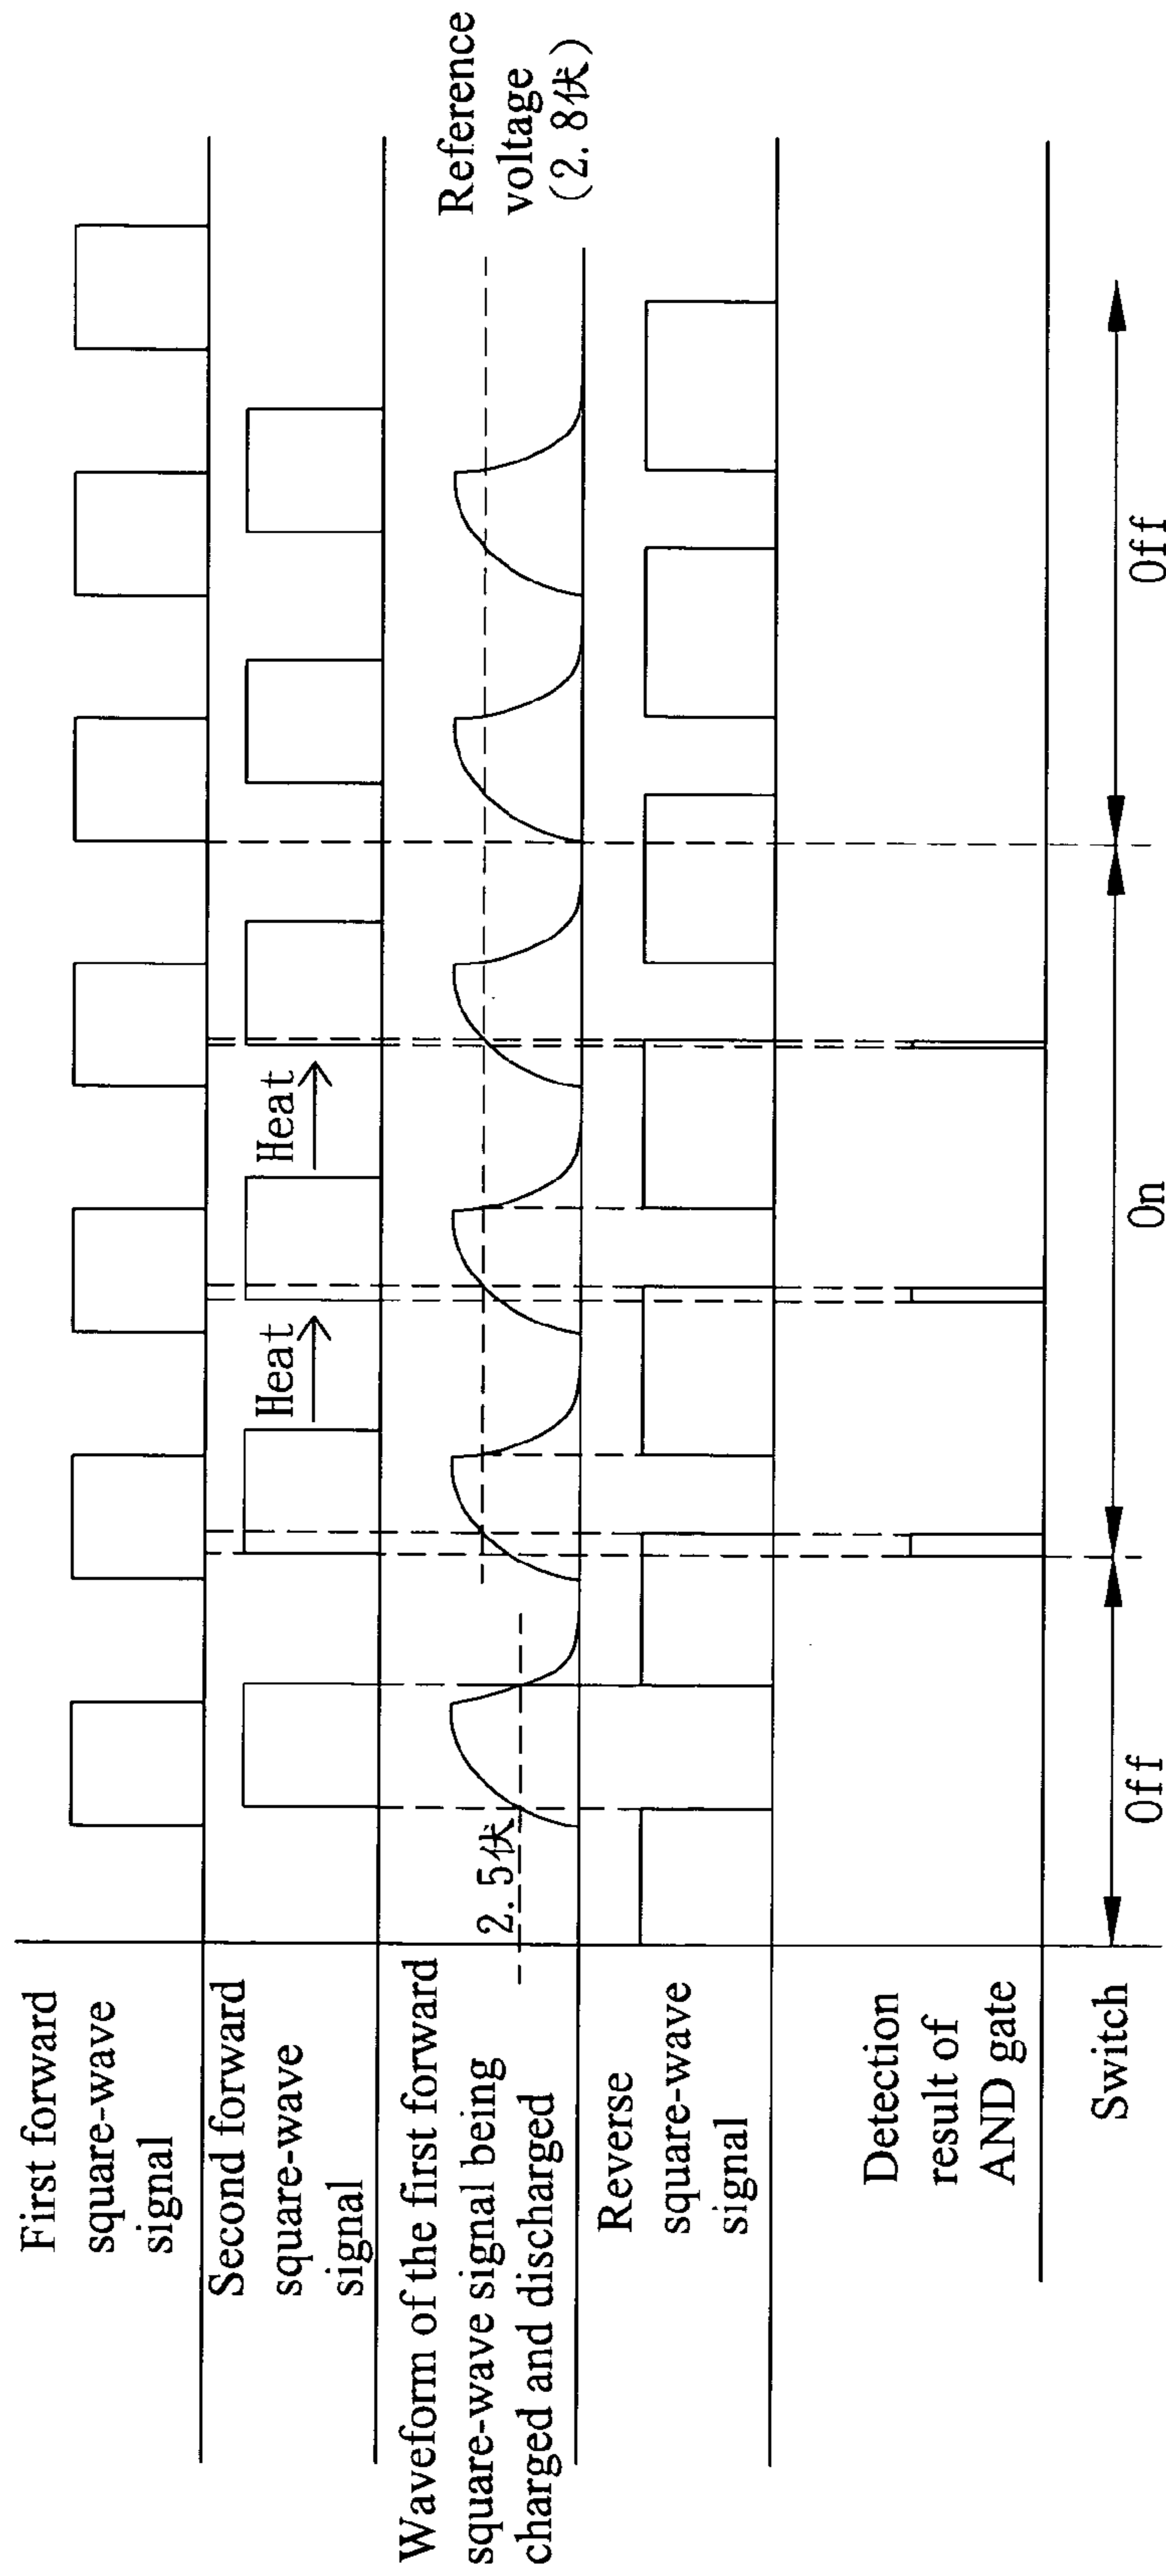 First forward
square-wave
signal
Second forward
square-wave
signal
Heat
Heat
Waveform of the first forward
square-wave signal being
charged and discharged
2.5伏
Reference
voltage
(2.8伏)
Reverse
square-wave
signal
Detection
result of
AND gate
Switch
Off
On
Off